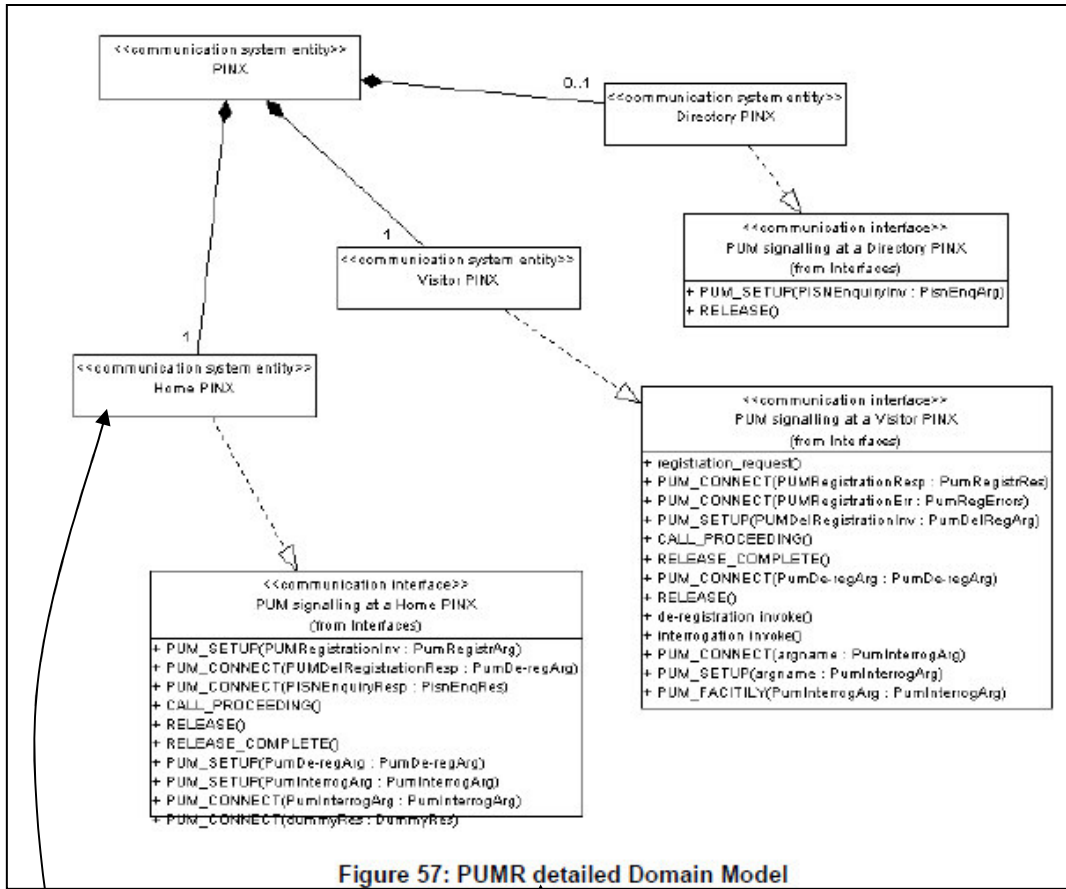 <<communication system entity>>
PINX
0..1
<<communication system entity>>
Directory PINX
<<communication interface>>
PUM signalling at a Directory PINX
(from Interfaces)
+ PUM_SETUP(PISNEnquiryInv : PisnEnqArg)
+ RELEASE()
1
<<communication system entity>>
Visitor PINX
1
<<communication system entity>>
Home PINX
<<communication interface>>
PUM signalling at a Visitor PINX
(from Interfaces)
+ registration_request()
+ PUM_CONNECT(PUMRegistrationResp : PumRegistrRes)
+ PUM_CONNECT(PUMRegistrationErr : PumRegErrors)
+ PUM_SETUP(PUMDelRegistrationInv : PumDelRegArg)
+ CALL_PROCEEDING()
+ RELEASE_COMPLETE()
+ PUM_CONNECT(PumDe-regArg : PumDe-regArg)
+ RELEASE()
+ de-registration invoke()
+ interrogation invoke()
+ PUM_CONNECT(argname : PumInterrogArg)
+ PUM_SETUP(argname : PumInterrogArg)
+ PUM_FACITILY(PumInterrogArg : PumInterrogArg)
<<communication interface>>
PUM signalling at a Home PINX
(from Interfaces)
+ PUM_SETUP(PUMRegistrationInv : PumRegistrArg)
+ PUM_CONNECT(PUMDelRegistrationResp : PumDe-regArg)
+ PUM_CONNECT(PISNEnquiryResp : PisnEnqRes)
+ CALL_PROCEEDING()
+ RELEASE()
+ RELEASE_COMPLETE()
+ PUM_SETUP(PumDe-regArg : PumDe-regArg)
+ PUM_SETUP(PumInterrogArg : PumInterrogArg)
+ PUM_CONNECT(PumInterrogArg : PumInterrogArg)
+ PUM_CONNECT(dummyRes : DummyRes)
Figure 57: PUMR detailed Domain Model